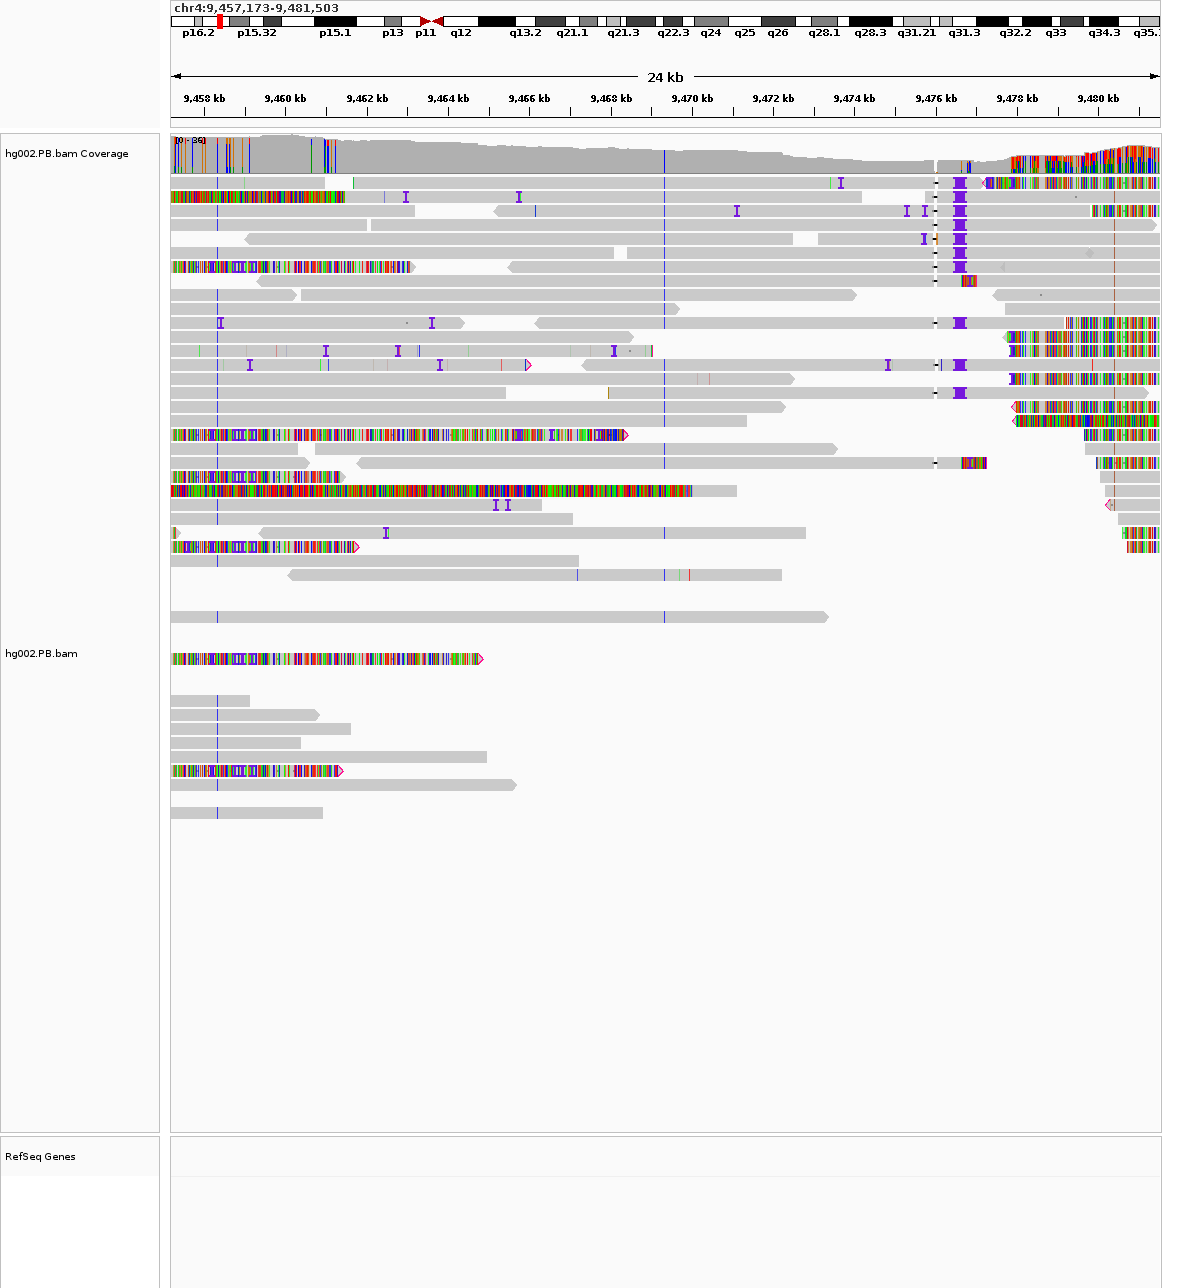 chr4:9,457,173-9,481,503
p16.2 p15.32 p15.1 p13 p11 q12 q13.2 q21.1 q21.3 q22.3 q24 q25 q26 q28.1 q28.3 q31.21 q31.3 q32.2 q33 q34.3 q35.
24 kb
9,458 kb 9,460 kb 9,462 kb 9,464 kb 9,466 kb 9,468 kb 9,470 kb 9,472 kb 9,474 kb 9,476 kb 9,478 kb 9,480 kb
[0 - 36]
hg002.PB.bam Coverage
hg002.PB.bam
RefSeq Genes